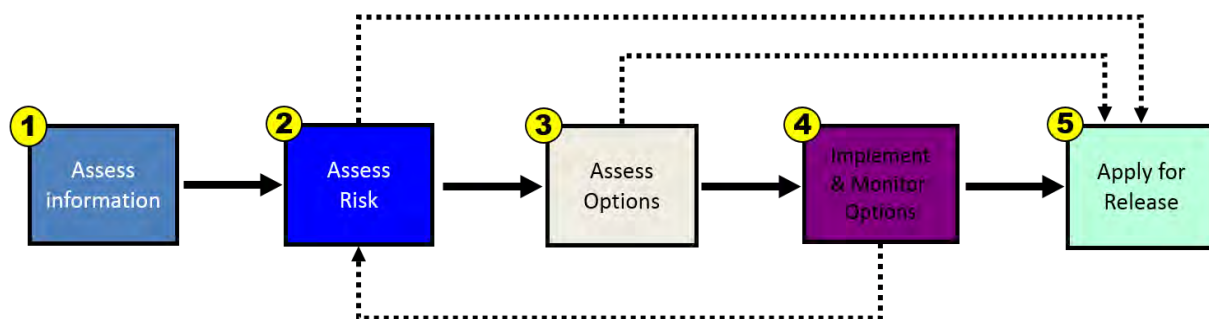 1
Assess
information
2
Assess
Risk
3
Assess
Options
4
Implement
& Monitor
Options
5
Apply for
Release